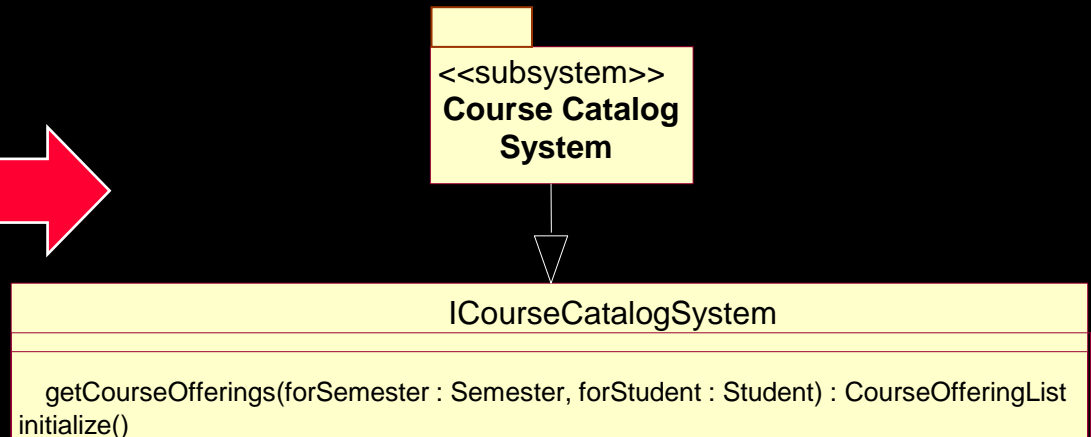 <<subsystem>>
Course Catalog
System
ICourseCatalogSystem
getCourseOfferings(forSemester : Semester, forStudent : Student) : CourseOfferingList
initialize()